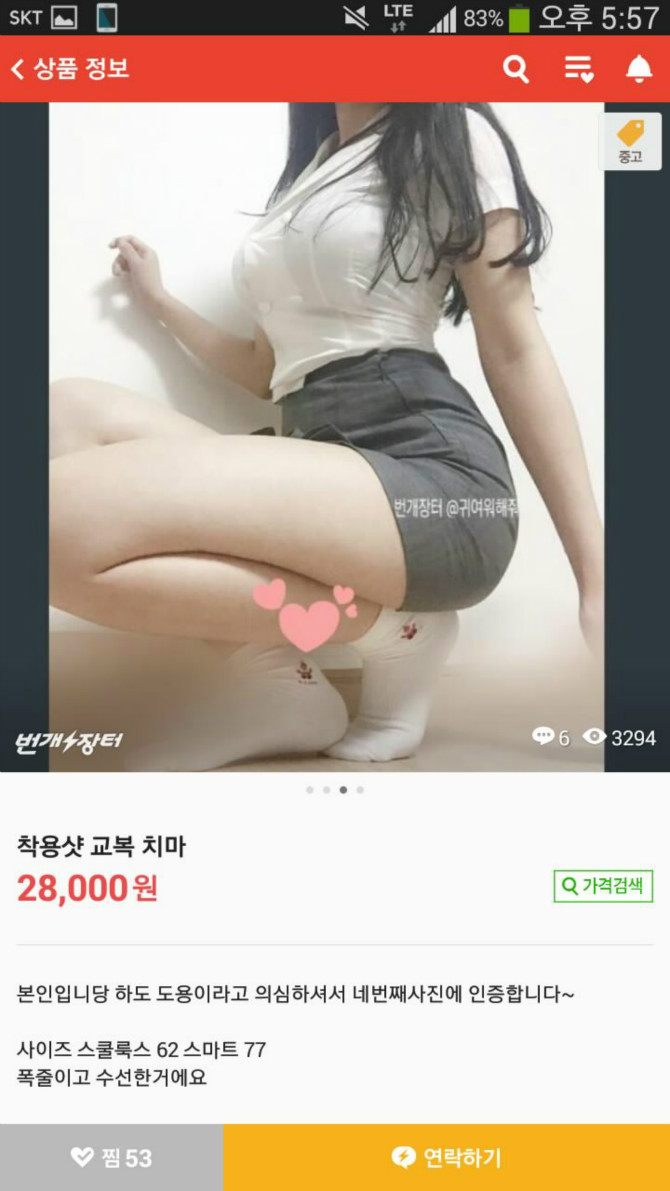 SKT LTE 83% 오후 5:57
상품 정보
중고
번개장터 @귀여워해줘
번개장터 6 3294
착용샷 교복 치마
28,000원
가격검색
본인입니당 하도 도용이라고 의심하셔서 네번째사진에 인증합니다~
사이즈 스쿨룩스 62 스마트 77
폭줄이고 수선한거에요
찜 53
연락하기